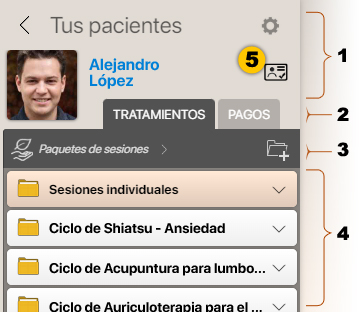 Tus pacientes
Alejandro
López
5
1
TRATAMIENTOS
PAGOS
2
Paquetes de sesiones
3
Sesiones individuales
Ciclo de Shiatsu - Ansiedad
4
Ciclo de Acupuntura para lumbo...
Ciclo de Auriculoterapia para el ...